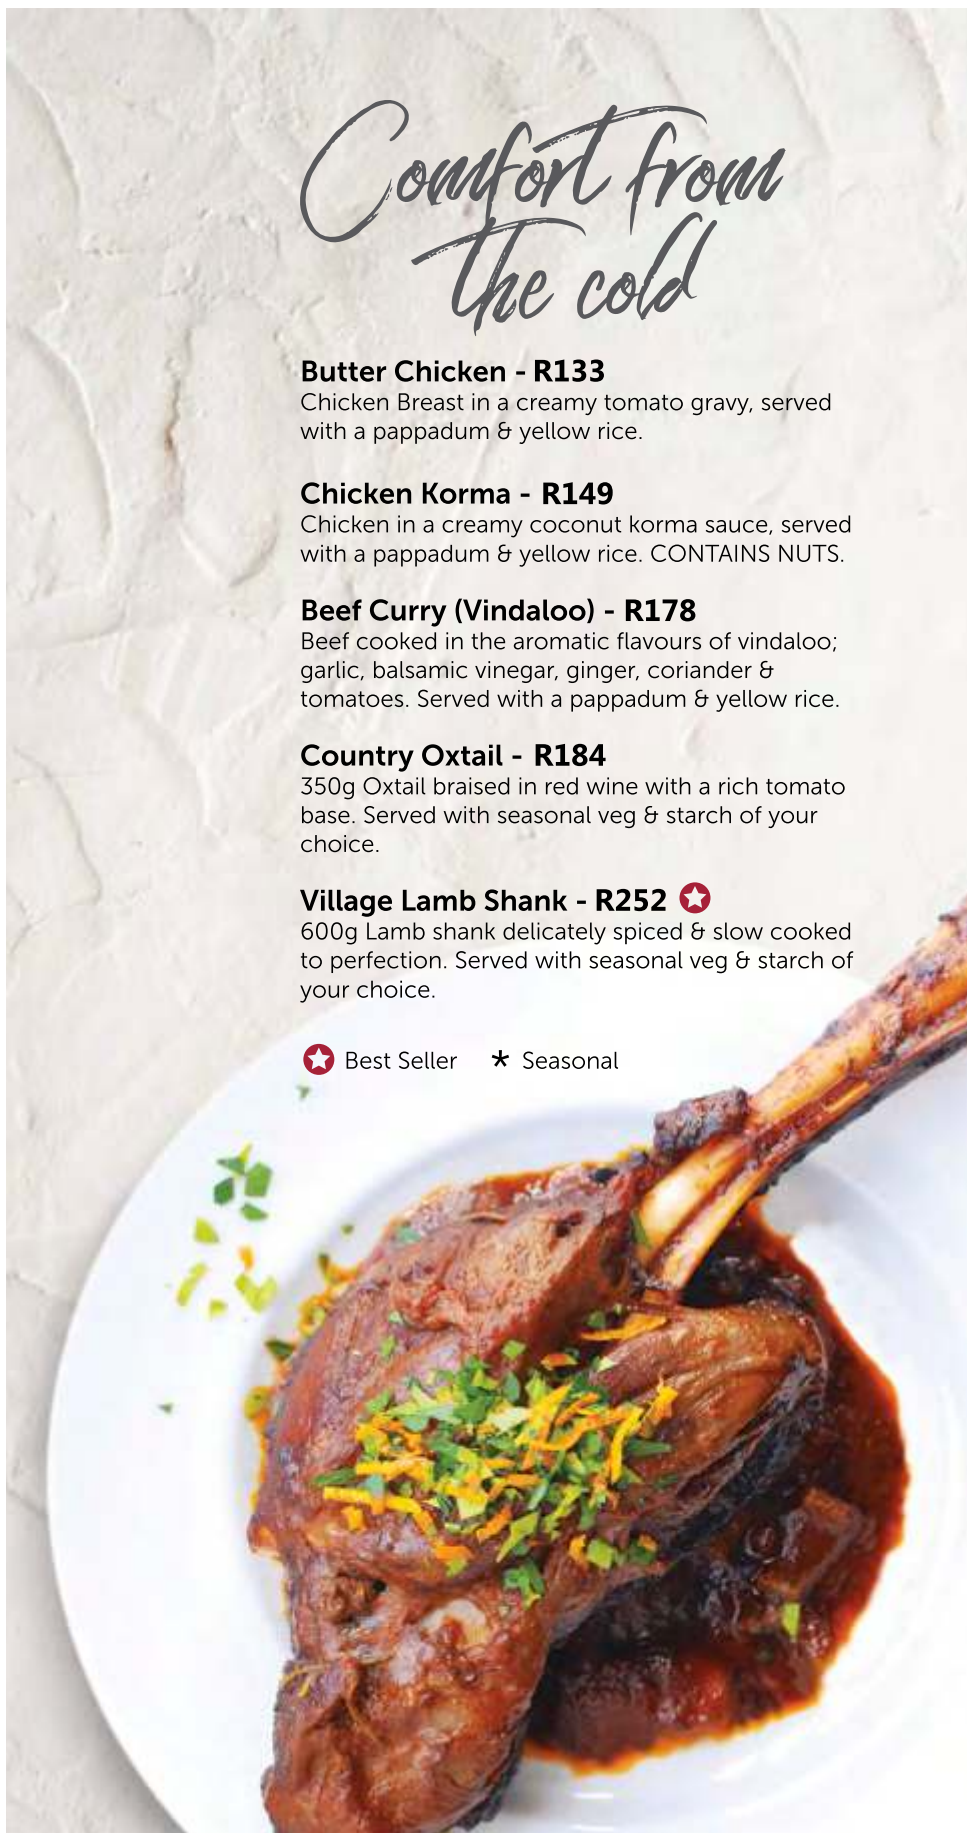 Comfort from
the cold
Butter Chicken - R133
Chicken Breast in a creamy tomato gravy, served
with a pappadum & yellow rice.
Chicken Korma - R149
Chicken in a creamy coconut korma sauce, served
with a pappadum & yellow rice. CONTAINS NUTS.
Beef Curry (Vindaloo) - R178
Beef cooked in the aromatic flavours of vindaloo;
garlic, balsamic vinegar, ginger, coriander &
tomatoes. Served with a pappadum & yellow rice.
Country Oxtail - R184
350g Oxtail braised in red wine with a rich tomato
base. Served with seasonal veg & starch of your
choice.
Village Lamb Shank - R252
600g Lamb shank delicately spiced & slow cooked
to perfection. Served with seasonal veg & starch of
your choice.
Best Seller * Seasonal